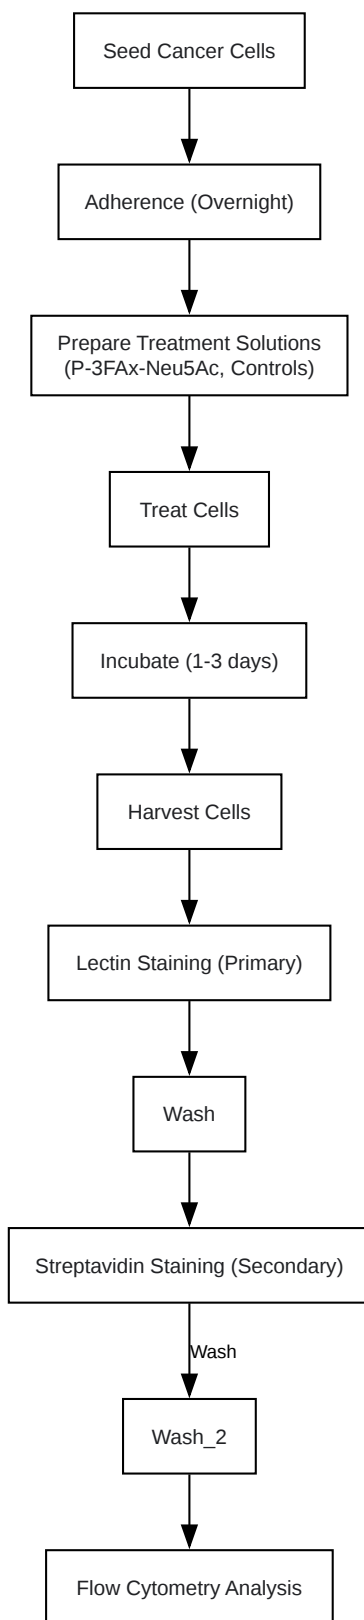 Seed Cancer Cells
Adherence (Overnight)
Prepare Treatment Solutions
(P-3FAx-Neu5Ac, Controls)
Treat Cells
Incubate (1-3 days)
Harvest Cells
Lectin Staining (Primary)
Wash
Streptavidin Staining (Secondary)
Wash
Wash_2
Flow Cytometry Analysis